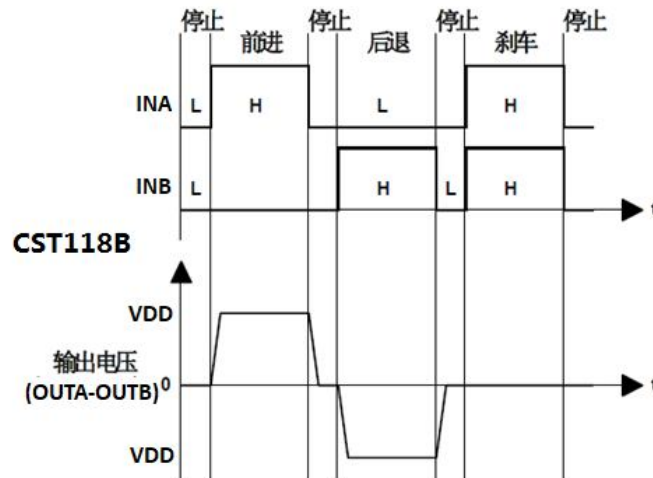 停止 停止 停止 停止
前进 后退 刹车
INA L H L H
INB L H L H
t
CST118B
VDD
输出电压
(OUTA-OUTB) 0 t
VDD